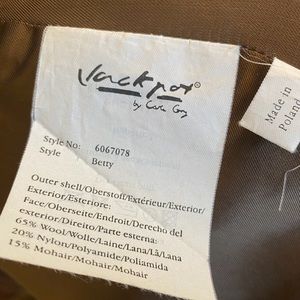 Jackpot®
by Carli Gry
Style No: 6067078
Style Betty
Outer shell/Oberstoff/Extérieur/Exterior/
Exterior/Esteriore:
Face/Oberseite/Endroit/Derecho del
exterior/Diritto/Parte esterna:
65% Wool/Wolle/Laine/Lana/Lã/Lana
20% Nylon/Polyamide/Poliamida
15% Mohair/Mohair/Mohair
Made in
Poland